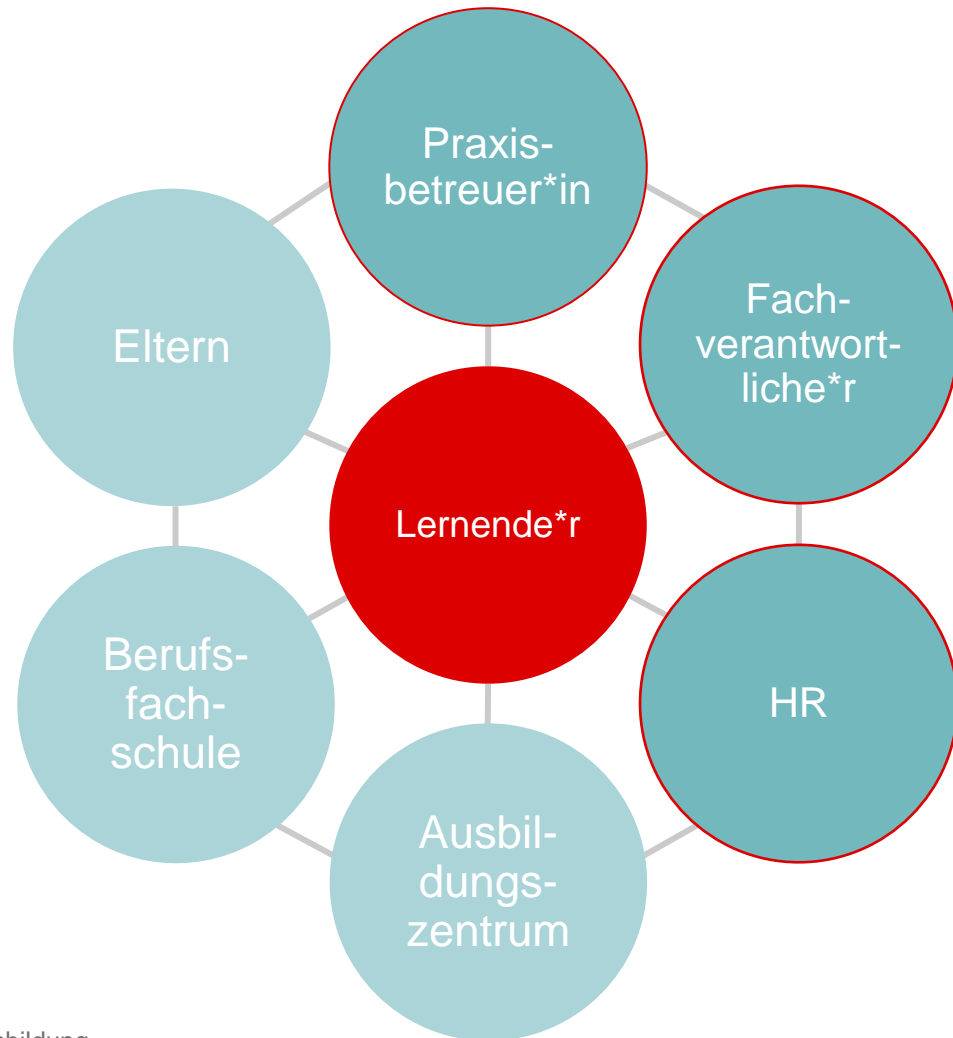 Praxis-
betreuer*in
Fach-
verantwort-
liche*r
Eltern
Lernende*r
Berufs-
fach-
schule
HR
Ausbil-
dungs-
zentrum